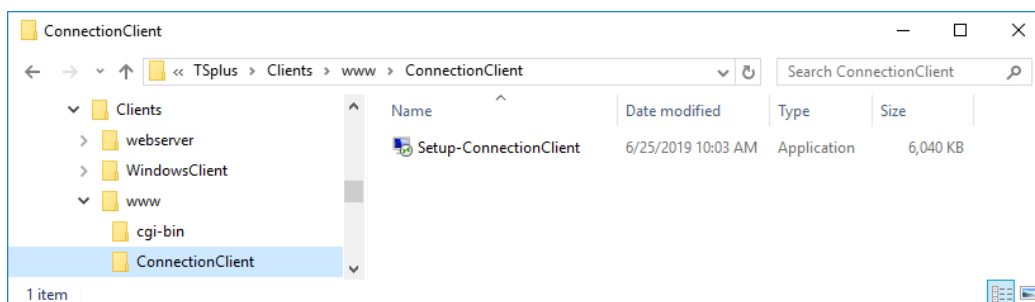 ConnectionClient
« TSplus > Clients > www > ConnectionClient
Search ConnectionClient
Clients
webserver
WindowsClient
www
cgi-bin
ConnectionClient
Name Date modified Type Size
Setup-ConnectionClient 6/25/2019 10:03 AM Application 6,040 KB
1 item